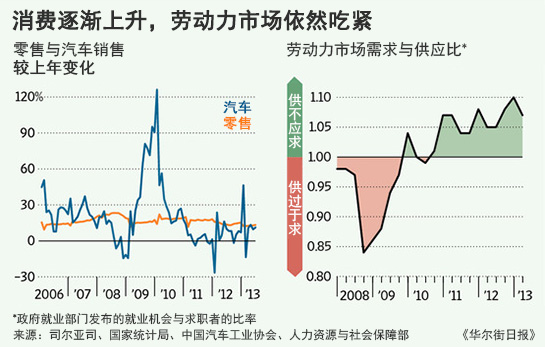 消费逐渐上升，劳动力市场依然吃紧
零售与汽车销售
较上年变化
120%
90
60
30
0
-30
汽车
零售
2006 '07 '08 '09 '10 '11 '12 '13
劳动力市场需求与供应比*
供不应求
供过于求
1.10
1.05
1.00
0.95
0.90
0.85
0.80
2008 '09 '10 '11 '12 '13
*政府就业部门发布的就业机会与求职者的比率
来源：司尔亚司、国家统计局、中国汽车工业协会、人力资源与社会保障部 《华尔街日报》